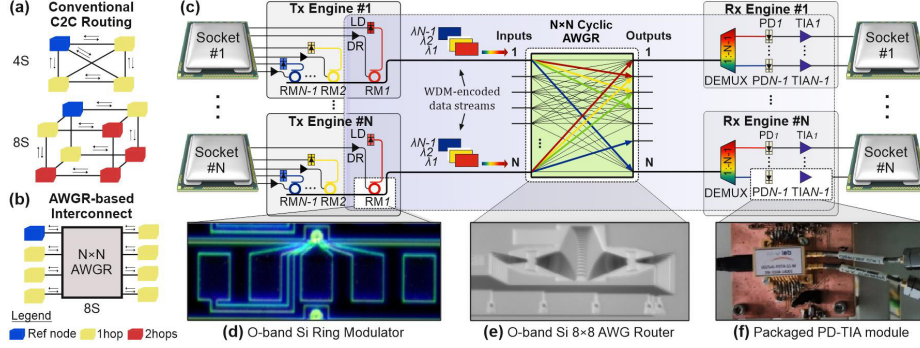 (a) Conventional
C2C Routing
4S
8S
(b) AWGR-based
Interconnect
N×N
AWGR
8S
Legend
Ref node 1hop 2hops
(c)
Tx Engine #1
LD
DR
RMN-1 RM2 RM1
Socket
#1
λN-1
λ2
λ1
WDM-encoded
data streams
N×N Cyclic
AWGR
Inputs Outputs
1 1
N N
Rx Engine #1
PD1 TIA1
λ1-N-1
DEMUX PDN-1 TIAN-1
Socket
#1
Tx Engine #N
LD
DR
RMN-1 RM2 RM1
Socket
#N
λN-1
λ2
λ1
Rx Engine #N
PD1 TIA1
λ1-N-1
DEMUX PDN-1 TIAN-1
Socket
#N
(d) O-band Si Ring Modulator
(e) O-band Si 8×8 AWG Router
(f) Packaged PD-TIA module